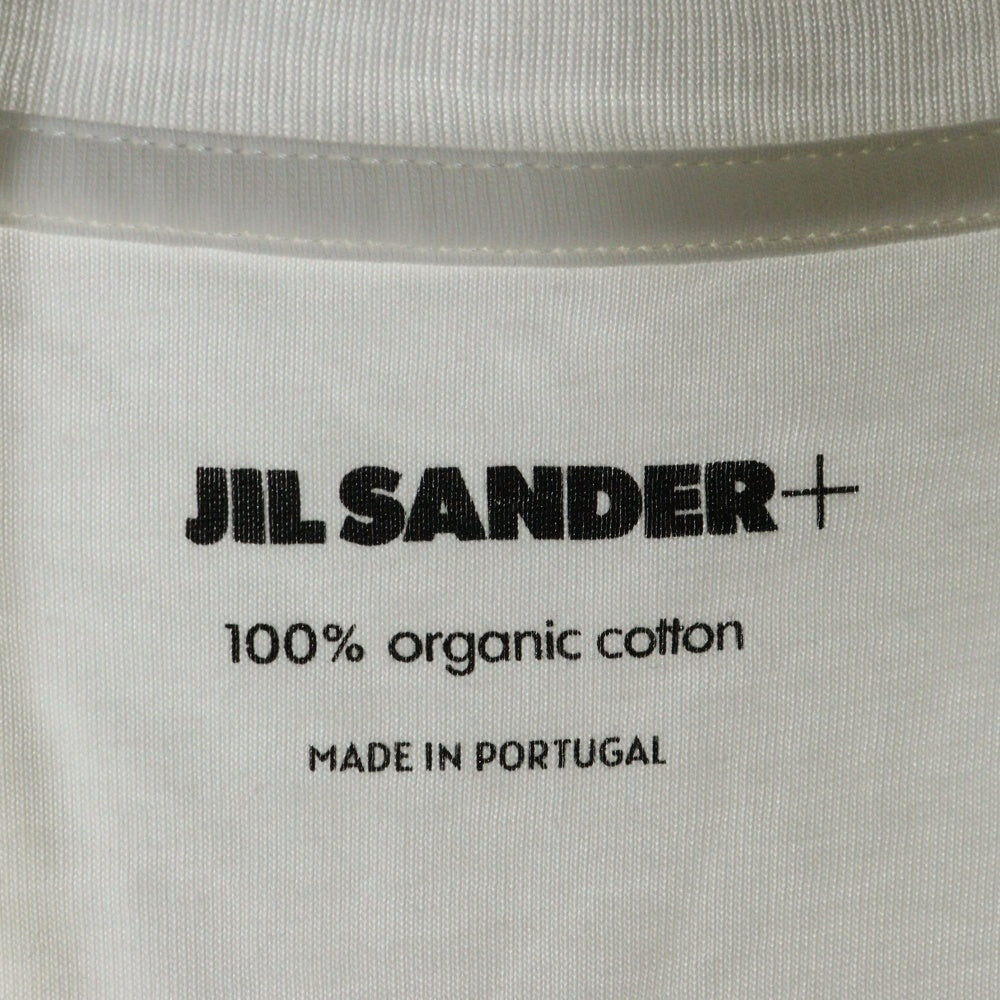 JIL SANDER+
100% organic cotton
MADE IN PORTUGAL